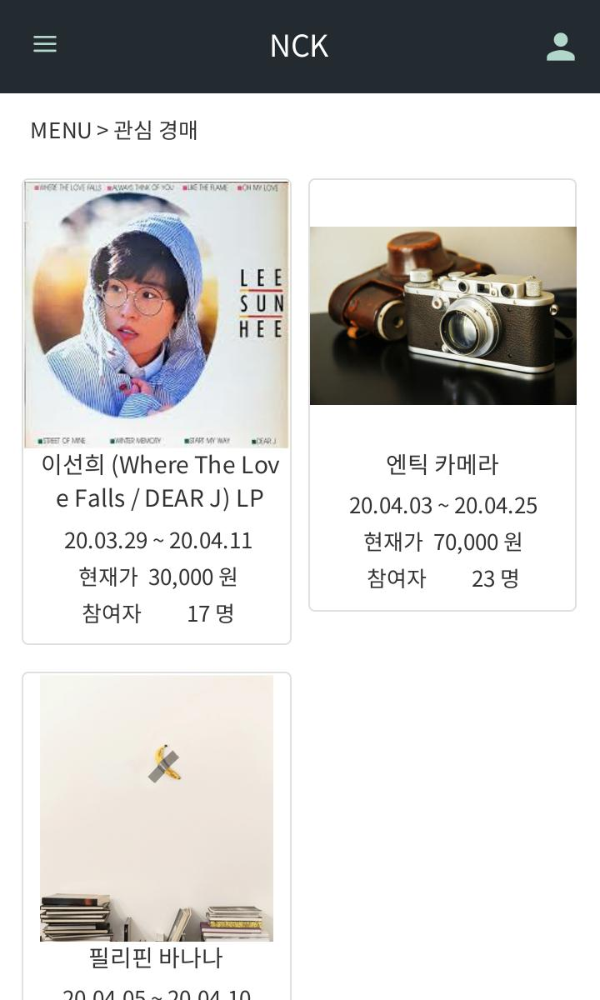 NCK
MENU > 관심 경매
■WHERE THE LOVE FALLS ■ALWAYS THINK OF YOU ■LIKE THE FLAME ■OH MY LOVE
LEE
SUN
HEE
■STREET OF MINE ■WINTER MEMORY ■START MY WAY ■DEAR J
이선희 (Where The Lov
e Falls / DEAR J) LP
20.03.29 ~ 20.04.11
현재가 30,000 원
참여자 17 명
엔틱 카메라
20.04.03 ~ 20.04.25
현재가 70,000 원
참여자 23 명
필리핀 바나나
20.04.05 ~ 20.04.10